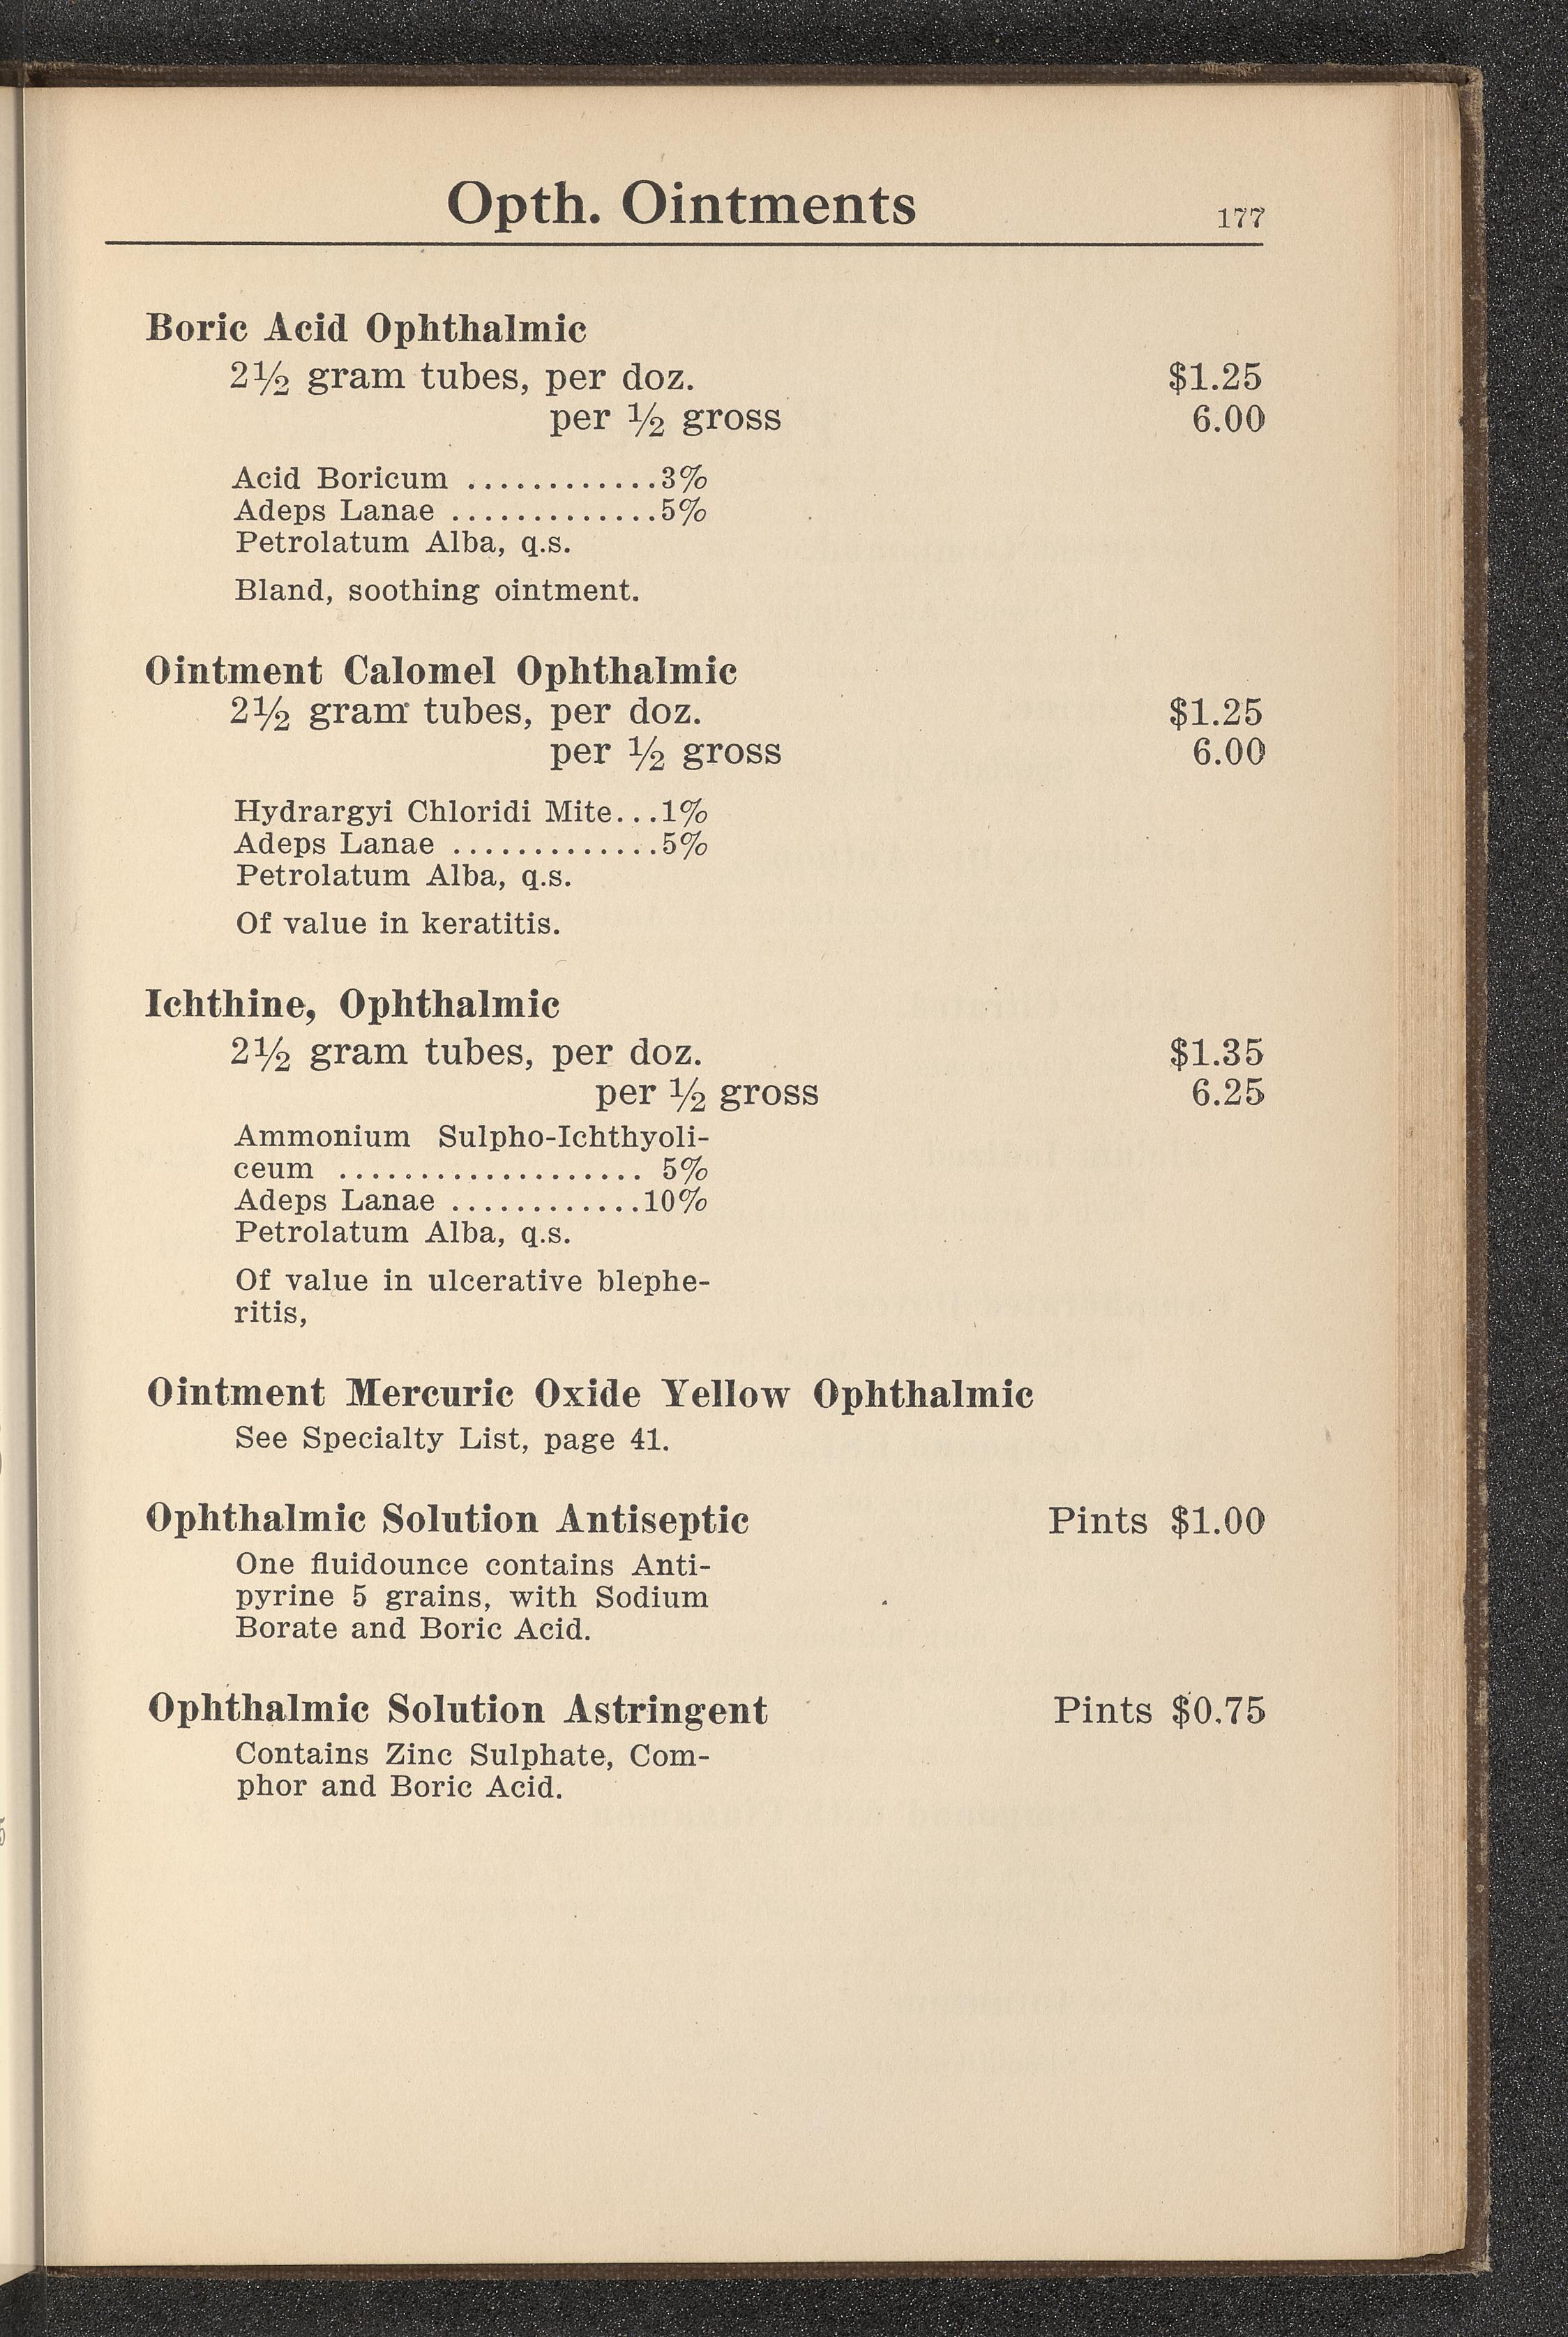 Opth. Ointments 177
Boric Acid Ophthalmic
2½ gram tubes, per doz. $1.25
per ½ gross 6.00
Acid Boricum ............3%
Adeps Lanae .............5%
Petrolatum Alba, q.s.
Bland, soothing ointment.
Ointment Calomel Ophthalmic
2½ gram tubes, per doz. $1.25
per ½ gross 6.00
Hydrargyi Chloridi Mite...1%
Adeps Lanae .............5%
Petrolatum Alba, q.s.
Of value in keratitis.
Ichthine, Ophthalmic
2½ gram tubes, per doz. $1.35
per ½ gross 6.25
Ammonium Sulpho-Ichthyoli-
ceum ................... 5%
Adeps Lanae ............10%
Petrolatum Alba, q.s.
Of value in ulcerative blephe-
ritis,
Ointment Mercuric Oxide Yellow Ophthalmic
See Specialty List, page 41.
Ophthalmic Solution Antiseptic Pints $1.00
One fluidounce contains Anti-
pyrine 5 grains, with Sodium
Borate and Boric Acid.
Ophthalmic Solution Astringent Pints $0.75
Contains Zinc Sulphate, Com-
phor and Boric Acid.